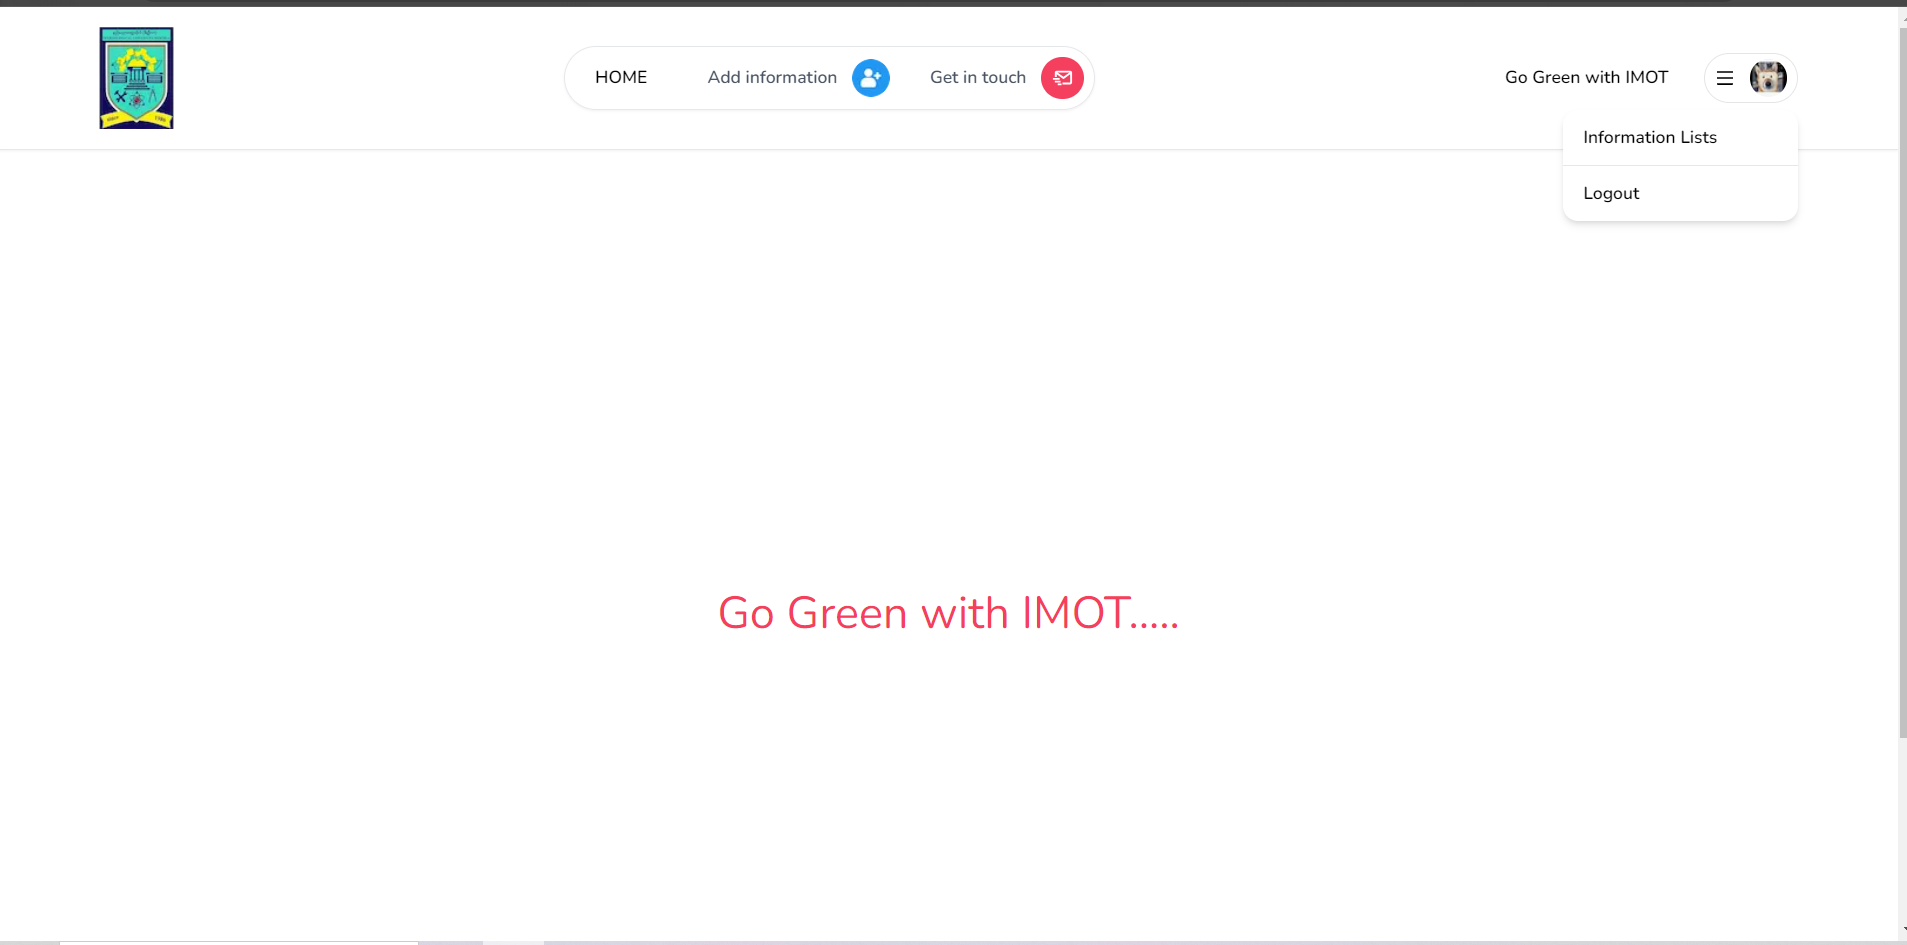 HOME
Add information
Get in touch
Go Green with IMOT
Information Lists
Logout
Go Green with IMOT.....